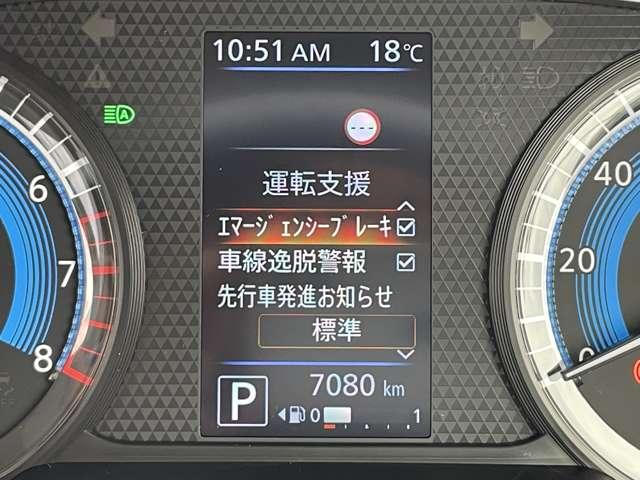 10:51 AM 18℃
---
運転支援
ｴﾏｰｼﾞｪﾝｼｰﾌﾞﾚｰｷ
車線逸脱警報
先行車発進お知らせ
標準
P 7080 km
0 1
A
6
7
8
40
20
0